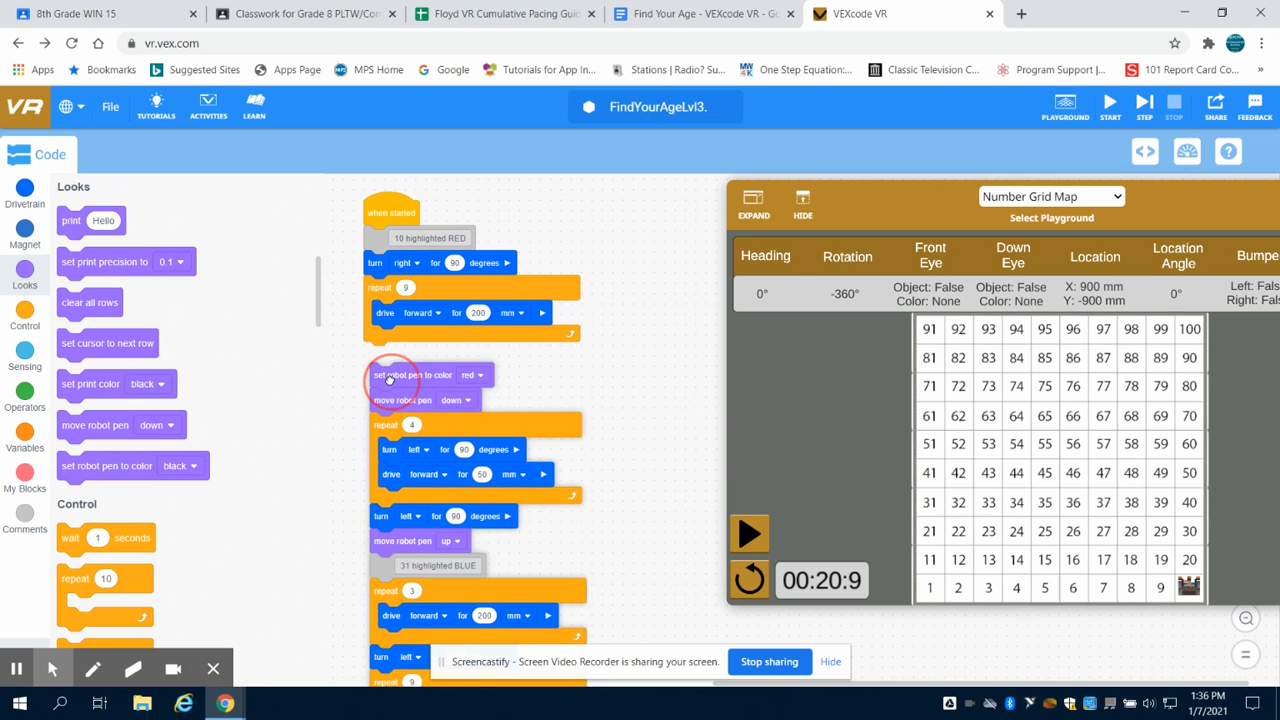 8th Grade WIN 15
Classwork for Grade 8 PLTW/Con
Floyd VR Cumulative Pacing Guid
Find Your Age - VEXcode VR - Go
VEXcode VR
vr.vex.com
Apps
Bookmarks
Suggested Sites
Apps Page
MPS Home
Google
Tutorials for App In...
Stations | Radio? Su...
One Step Equation:...
Classic Television C...
Program Support |...
101 Report Card Co...
VR
File
TUTORIALS
ACTIVITIES
LEARN
FindYourAgeLvl3.
PLAYGROUND
START
STEP
STOP
SHARE
FEEDBACK
Code
Drivetrain
Magnet
Looks
Control
Sensing
Operators
Variables
My Blocks
Comments
Looks
print Hello
set print precision to 0.1
clear all rows
set cursor to next row
set print color black
move robot pen down
set robot pen to color black
Control
wait 1 seconds
repeat 10
when started
10 highlighted RED
turn right for 90 degrees
repeat 9
drive forward for 200 mm
set robot pen to color red
move robot pen down
repeat 4
turn left for 90 degrees
drive forward for 50 mm
turn left for 90 degrees
move robot pen up
31 highlighted BLUE
repeat 3
drive forward for 200 mm
turn left
repeat 9
EXPAND
HIDE
Number Grid Map
Select Playground
Heading Rotation Front Eye Down Eye Location Location Angle Bumpe
0° -360° Object: False Color: None Object: False Color: None X: 900 mm Y: -900 mm 0° Left: Fals Right: Fal
91 92 93 94 95 96 97 98 99 100
81 82 83 84 85 86 87 88 89 90
71 72 73 74 75 76 77 78 79 80
61 62 63 64 65 66 67 68 69 70
51 52 53 54 55 56 57 58 59 60
41 42 43 44 45 46 47 48 49 50
31 32 33 34 35 36 37 38 39 40
21 22 23 24 25 26 27 28 29 30
11 12 13 14 15 16 17 18 19 20
1 2 3 4 5 6 7 8 9
00:20:9
Screencastify - Screen Video Recorder is sharing your screen.
Stop sharing
Hide
1:36 PM
1/7/2021